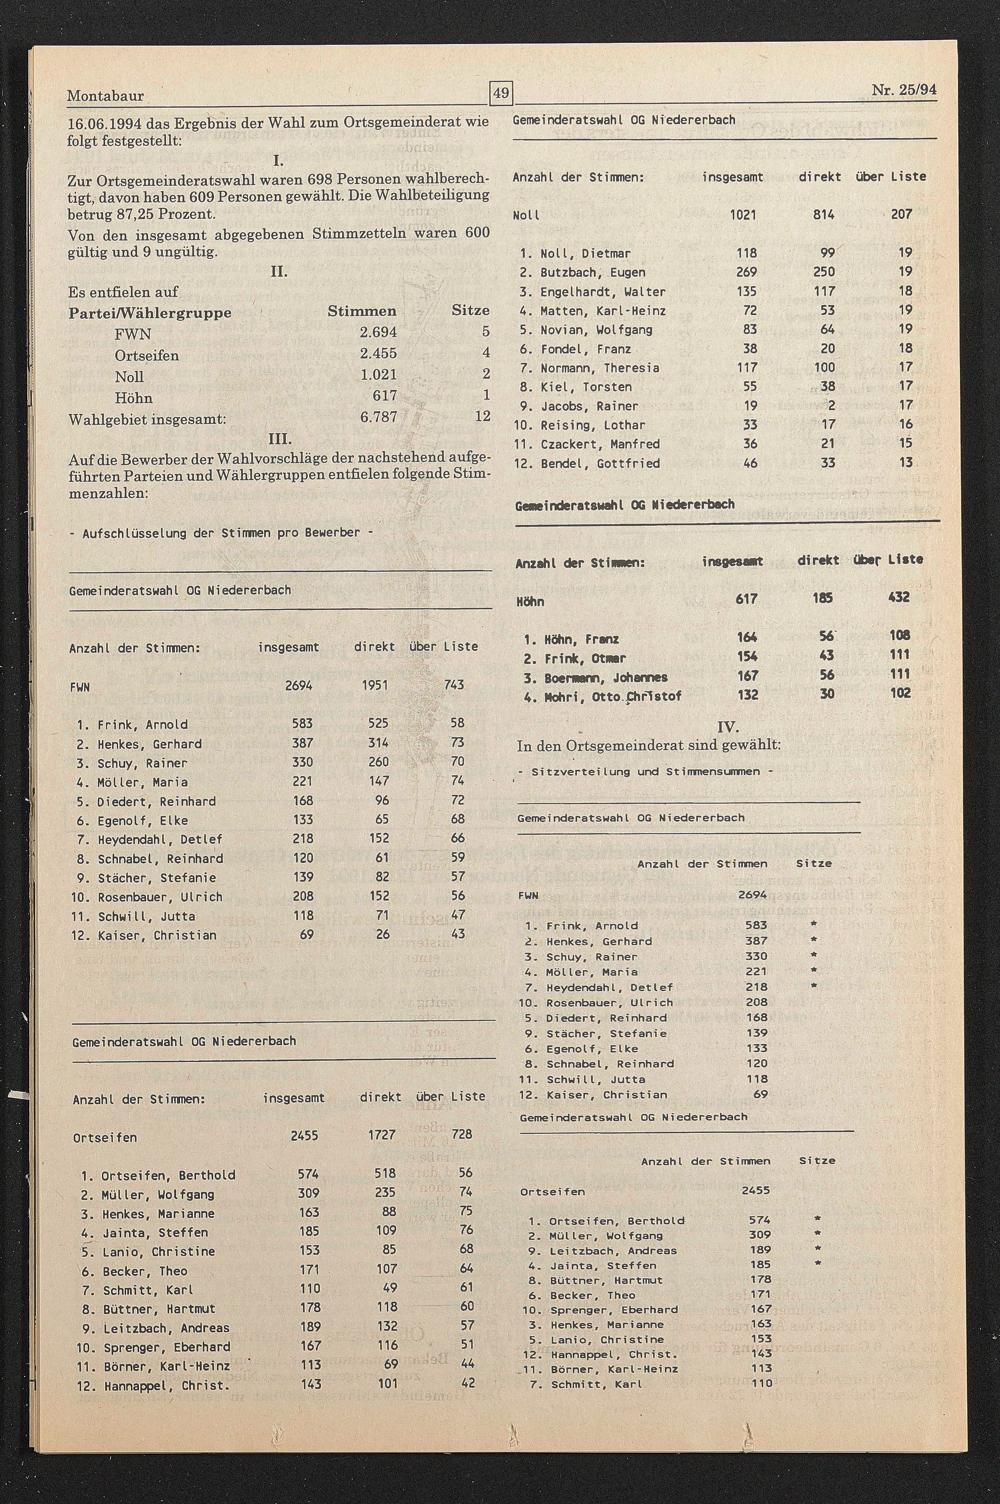 Montabaur
49
Nr. 25/94
16.06.1994 das Ergebnis der Wahl zum Ortsgemeinderat wie
folgt festgestellt:
I.
Zur Ortsgemeinderatswahl waren 698 Personen wahlberech-
tigt, davon haben 609 Personen gewählt. Die Wahlbeteiligung
betrug 87,25 Prozent.
Von den insgesamt abgegebenen Stimmzetteln waren 600
gültig und 9 ungültig.
II.
Es entfielen auf
Partei/Wählergruppe Stimmen Sitze
FWN 2.694 5
Ortseifen 2.455 4
Noll 1.021 2
Höhn 617 1
Wahlgebiet insgesamt: 6.787 12
III.
Auf die Bewerber der Wahlvorschläge der nachstehend aufge-
führten Parteien und Wählergruppen entfielen folgende Stim-
menzahlen:
- Aufschlüsselung der Stimmen pro Bewerber -
Gemeinderatswahl OG Niedererbach
Anzahl der Stimmen: insgesamt direkt über Liste
FWN 2694 1951 743
1. Frink, Arnold 583 525 58
2. Henkes, Gerhard 387 314 73
3. Schuy, Rainer 330 260 70
4. Möller, Maria 221 147 74
5. Diedert, Reinhard 168 96 72
6. Egenolf, Elke 133 65 68
7. Heydendahl, Detlef 218 152 66
8. Schnabel, Reinhard 120 61 59
9. Stächer, Stefanie 139 82 57
10. Rosenbauer, Ulrich 208 152 56
11. Schwill, Jutta 118 71 47
12. Kaiser, Christian 69 26 43
Gemeinderatswahl OG Niedererbach
Anzahl der Stimmen: insgesamt direkt über Liste
Ortseifen 2455 1727 728
1. Ortseifen, Berthold 574 518 56
2. Müller, Wolfgang 309 235 74
3. Henkes, Marianne 163 88 75
4. Jainta, Steffen 185 109 76
5. Lanio, Christine 153 85 68
6. Becker, Theo 171 107 64
7. Schmitt, Karl 110 49 61
8. Büttner, Hartmut 178 118 60
9. Leitzbach, Andreas 189 132 57
10. Sprenger, Eberhard 167 116 51
11. Börner, Karl-Heinz 113 69 44
12. Hannappel, Christ. 143 101 42
Gemeinderatswahl OG Niedererbach
Anzahl der Stimmen: insgesamt direkt über Liste
Noll 1021 814 207
1. Noll, Dietmar 118 99 19
2. Butzbach, Eugen 269 250 19
3. Engelhardt, Walter 135 117 18
4. Matten, Karl-Heinz 72 53 19
5. Novian, Wolfgang 83 64 19
6. Fondel, Franz 38 20 18
7. Normann, Theresia 117 100 17
8. Kiel, Torsten 55 38 17
9. Jacobs, Rainer 19 2 17
10. Reising, Lothar 33 17 16
11. Czackert, Manfred 36 21 15
12. Bendel, Gottfried 46 33 13
Gemeinderatswahl OG Niedererbach
Anzahl der Stimmen: insgesamt direkt über Liste
Höhn 617 185 432
1. Höhn, Franz 164 56 108
2. Frink, Otmar 154 43 111
3. Boermann, Johannes 167 56 111
4. Mohri, Otto Christof 132 30 102
IV.
In den Ortsgemeinderat sind gewählt:
- Sitzverteilung und Stimmensummen -
Gemeinderatswahl OG Niedererbach
Anzahl der Stimmen Sitze
FWN 2694
1. Frink, Arnold 583 *
2. Henkes, Gerhard 387 *
3. Schuy, Rainer 330 *
4. Möller, Maria 221 *
7. Heydendahl, Detlef 218 *
10. Rosenbauer, Ulrich 208
5. Diedert, Reinhard 168
9. Stächer, Stefanie 139
6. Egenolf, Elke 133
8. Schnabel, Reinhard 120
11. Schwill, Jutta 118
12. Kaiser, Christian 69
Gemeinderatswahl OG Niedererbach
Anzahl der Stimmen Sitze
Ortseifen 2455
1. Ortseifen, Berthold 574 *
2. Müller, Wolfgang 309 *
9. Leitzbach, Andreas 189 *
4. Jainta, Steffen 185 *
8. Büttner, Hartmut 178
6. Becker, Theo 171
10. Sprenger, Eberhard 167
3. Henkes, Marianne 163
5. Lanio, Christine 153
12. Hannappel, Christ. 143
11. Börner, Karl-Heinz 113
7. Schmitt, Karl 110